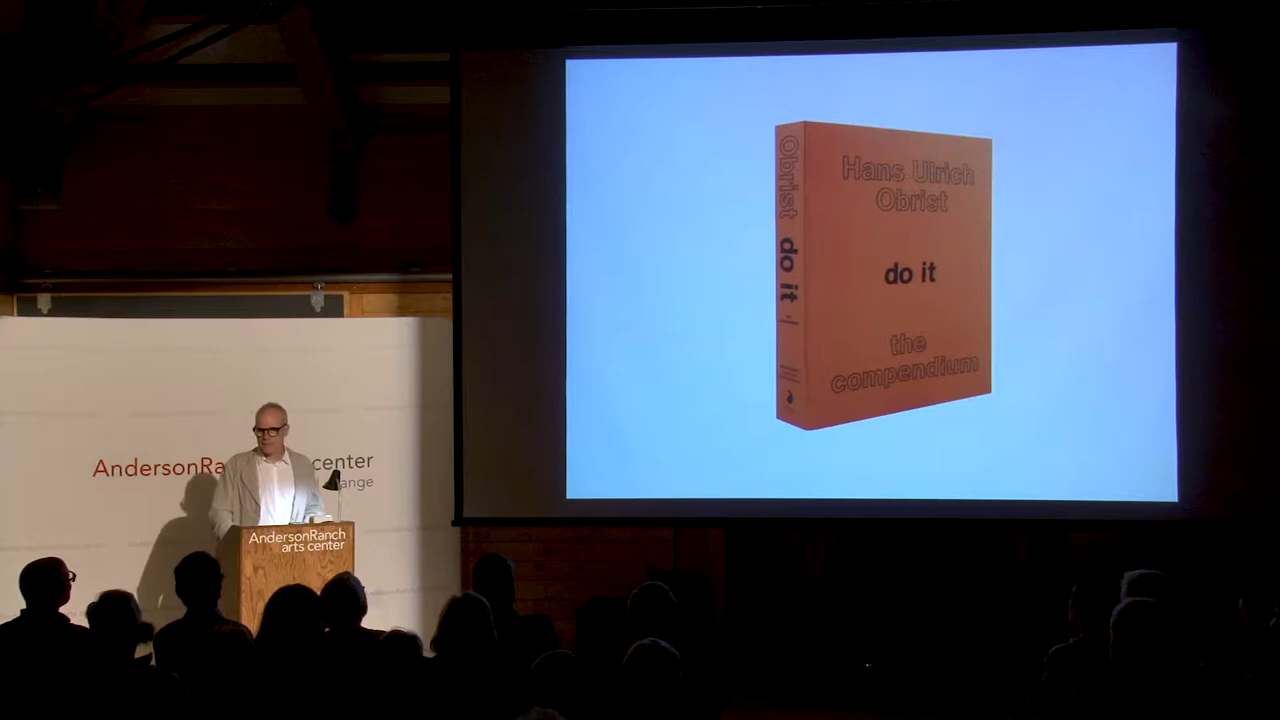 Hans Ulrich
Obrist
do it
the
compendium
Obrist
do it
AndersonRa
center
ange
AndersonRanch
arts center